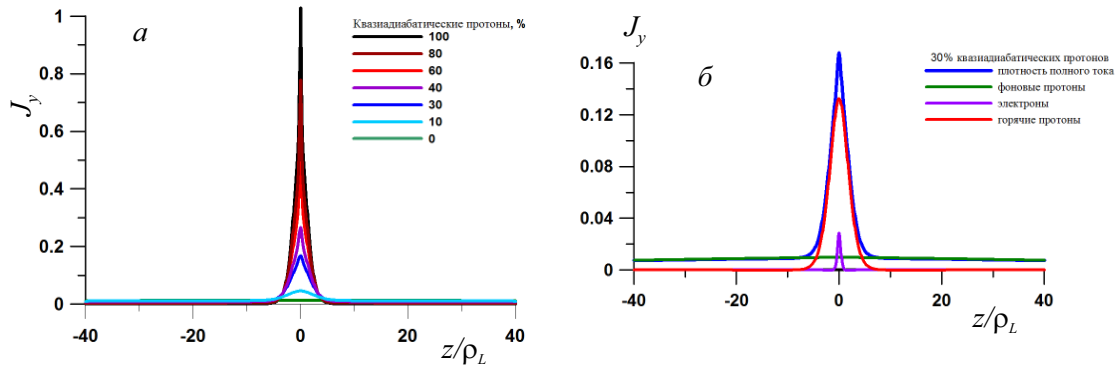 а
Квазиадиабатические протоны, %
100
80
60
40
30
10
0
J_y
1
0.8
0.6
0.4
0.2
0
-40
-20
0
20
40
z/ρ_L
J_y
б
30% квазиадиабатических протонов
плотность полного тока
фоновые протоны
электроны
горячие протоны
0.16
0.12
0.08
0.04
0
-40
-20
0
20
40
z/ρ_L